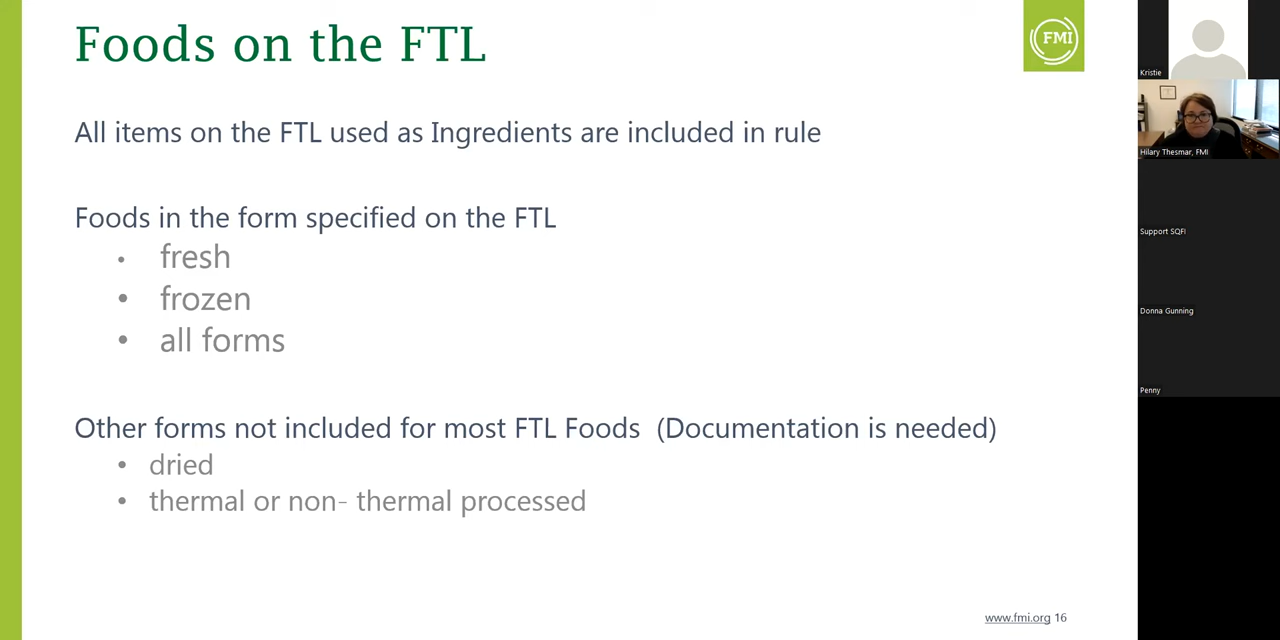 Foods on the FTL
FMI
All items on the FTL used as Ingredients are included in rule
Foods in the form specified on the FTL
• fresh
• frozen
• all forms
Other forms not included for most FTL Foods (Documentation is needed)
• dried
• thermal or non- thermal processed
www.fmi.org 16
Kristie
Hilary Thesmar, FMI
Support SQFI
Donna Gunning
Penny